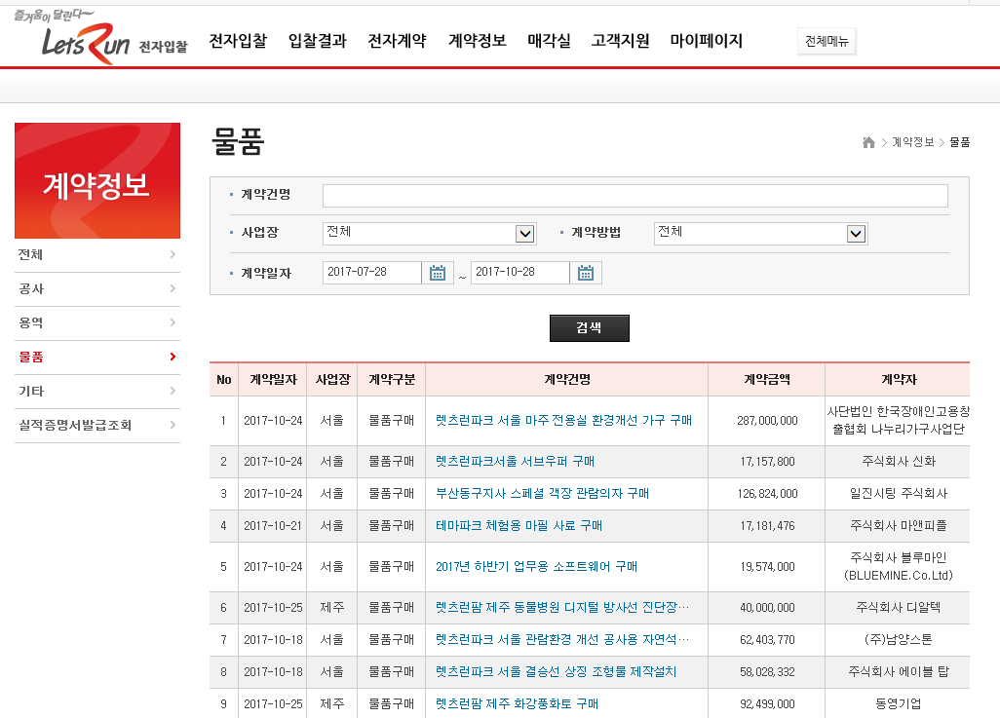 즐거움이 달린다~
Let's Run 전자입찰 전자입찰 입찰결과 전자계약 계약정보 매각실 고객지원 마이페이지 전체메뉴
계약정보
전체
공사
용역
물품
기타
실적증명서발급조회
물품
> 계약정보 > 물품
계약건명
사업장 전체 계약방법 전체
계약일자 2017-07-28 ~ 2017-10-28
검색
No 계약일자 사업장 계약구분 계약건명 계약금액 계약자
1 2017-10-24 서울 물품구매 렛츠런파크 서울 마주 전용실 환경개선 가구 구매 287,000,000 사단법인 한국장애인고용창
출협회 나누리가구사업단
2 2017-10-24 서울 물품구매 렛츠런파크서울 서브우퍼 구매 17,157,800 주식회사 신화
3 2017-10-24 서울 물품구매 부산동구지사 스페셜 객장 관람의자 구매 126,824,000 일진시팅 주식회사
4 2017-10-21 서울 물품구매 테마파크 체험용 마필 사료 구매 17,181,476 주식회사 마앤피플
5 2017-10-24 서울 물품구매 2017년 하반기 업무용 소프트웨어 구매 19,574,000 주식회사 블루마인
(BLUEMINE.Co.Ltd)
6 2017-10-25 제주 물품구매 렛츠런팜 제주 동물병원 디지털 방사선 진단장… 40,000,000 주식회사 디알텍
7 2017-10-18 서울 물품구매 렛츠런파크 서울 관람환경 개선 공사용 자연석… 62,403,770 (주)남양스톤
8 2017-10-18 서울 물품구매 렛츠런파크 서울 결승선 상징 조형물 제작설치 58,028,332 주식회사 에이블 탑
9 2017-10-25 제주 물품구매 렛츠런팜 제주 화강풍화토 구매 92,499,000 동영기업